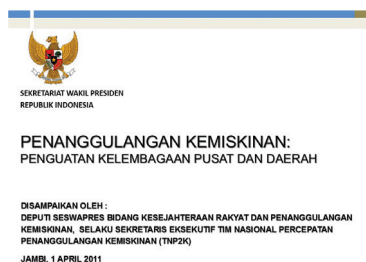 SEKRETARIAT WAKIL PRESIDEN
REPUBLIK INDONESIA
PENANGGULANGAN KEMISKINAN:
PENGUATAN KELEMBAGAAN PUSAT DAN DAERAH
DISAMPAIKAN OLEH :
DEPUTI SESWAPRES BIDANG KESEJAHTERAAN RAKYAT DAN PENANGGULANGAN
KEMISKINAN, SELAKU SEKRETARIS EKSEKUTIF TIM NASIONAL PERCEPATAN
PENANGGULANGAN KEMISKINAN (TNP2K)
JAMBI, 1 APRIL 2011